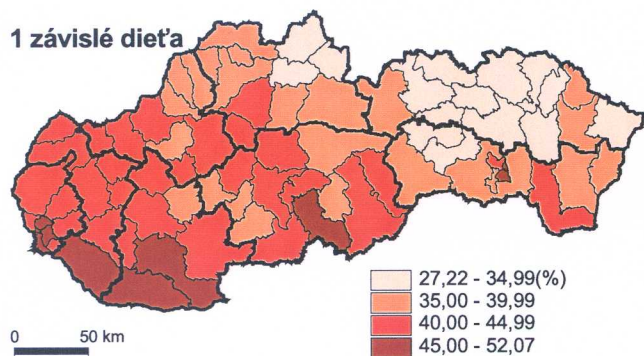 1 závislé dieťa
27,22 - 34,99(%)
35,00 - 39,99
40,00 - 44,99
45,00 - 52,07
0 50 km